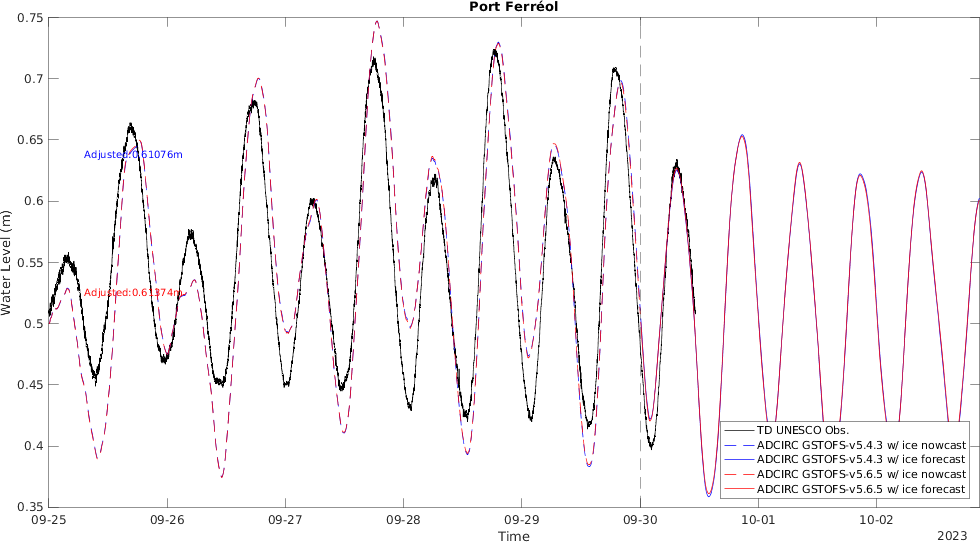 Port Ferréol
0.75
0.7
0.65
0.6
0.55
0.5
0.45
0.4
0.35
Water Level (m)
Adjusted:0.61076m
Adjusted:0.61374m
TD UNESCO Obs.
ADCIRC GSTOFS-v5.4.3 w/ ice nowcast
ADCIRC GSTOFS-v5.4.3 w/ ice forecast
ADCIRC GSTOFS-v5.6.5 w/ ice nowcast
ADCIRC GSTOFS-v5.6.5 w/ ice forecast
09-25
09-26
09-27
09-28
09-29
09-30
10-01
10-02
Time
2023